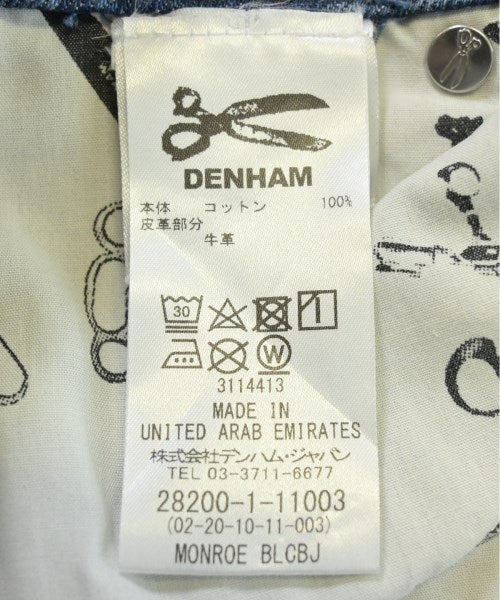 DENHAM
本体 コットン 100%
皮革部分
牛革
30
3114413
MADE IN
UNITED ARAB EMIRATES
株式会社デンハム・ジャパン
TEL 03-3711-6677
28200-1-11003
(02-20-10-11-003)
MONROE BLCBJ